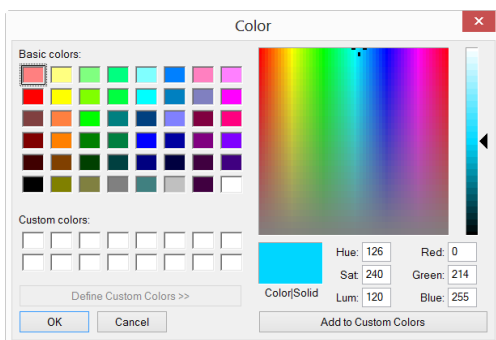 Color
Basic colors:
Custom colors:
Define Custom Colors >>
OK Cancel
Color|Solid
Hue: 126 Red: 0
Sat: 240 Green: 214
Lum: 120 Blue: 255
Add to Custom Colors